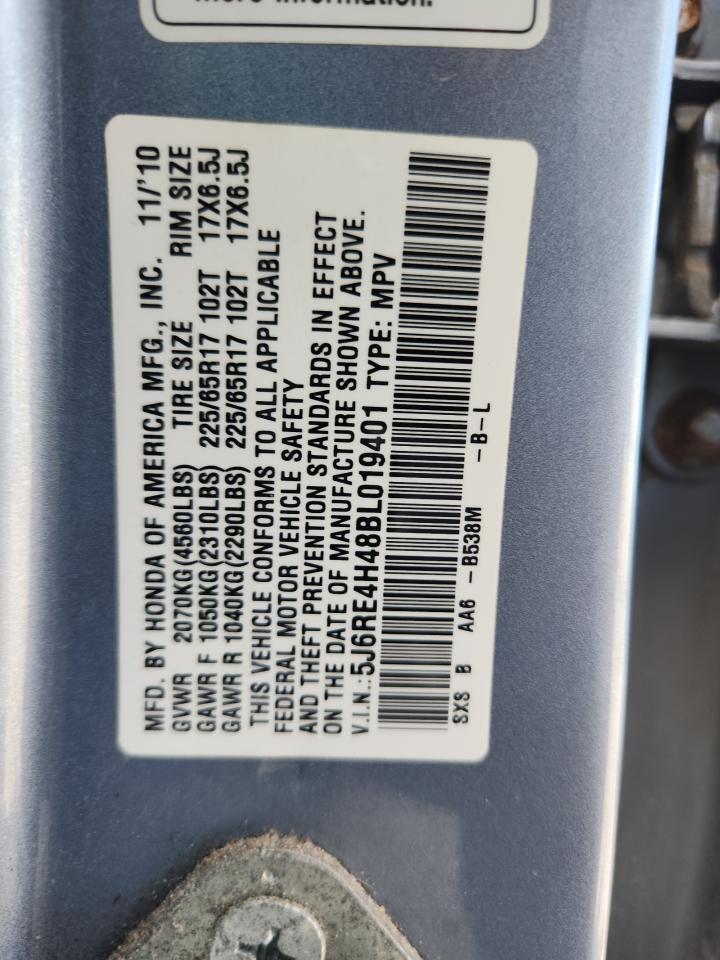 more information.
MFD. BY HONDA OF AMERICA MFG., INC. 11/'10
GVWR 2070KG(4560LBS) TIRE SIZE RIM SIZE
GAWR F 1050KG(2310LBS) 225/65R17 102T 17X6.5J
GAWR R 1040KG(2290LBS) 225/65R17 102T 17X6.5J
THIS VEHICLE CONFORMS TO ALL APPLICABLE
FEDERAL MOTOR VEHICLE SAFETY
AND THEFT PREVENTION STANDARDS IN EFFECT
ON THE DATE OF MANUFACTURE SHOWN ABOVE.
V.I.N.:5J6RE4H48BL019401 TYPE: MPV
SXS B AA6 -B538M -B-L